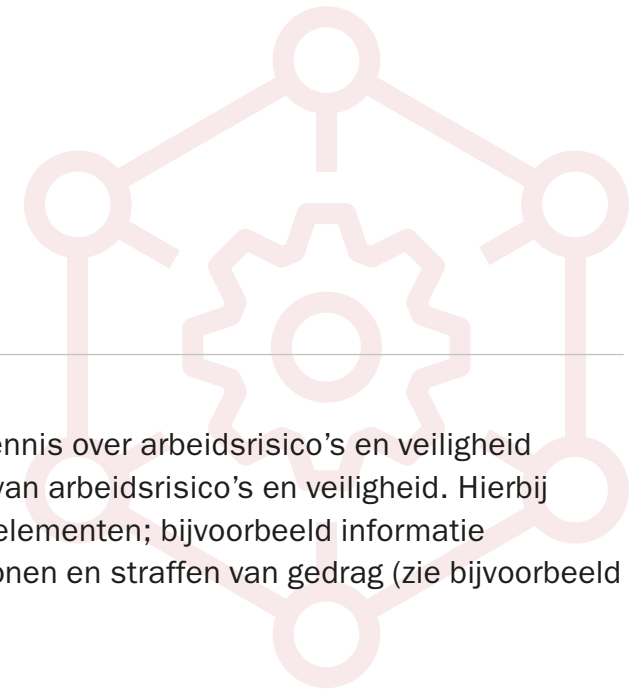 ennis over arbeidsrisico’s en veiligheid
van arbeidsrisico’s en veiligheid. Hierbij
elementen; bijvoorbeeld informatie
onen en straffen van gedrag (zie bijvoorbeeld